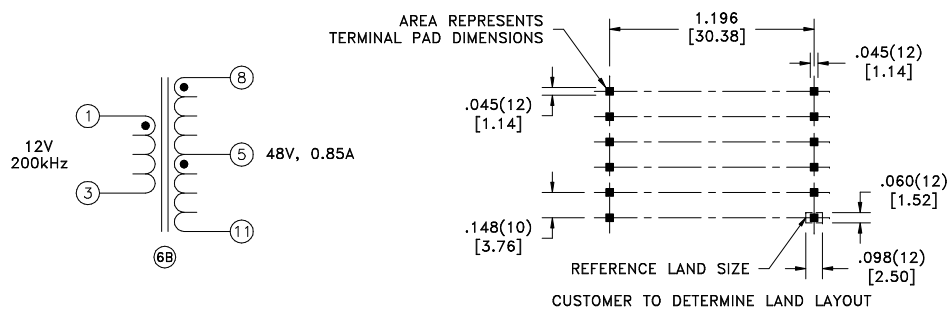 12V
200kHz
1
3
8
5
11
48V, 0.85A
6B
AREA REPRESENTS
TERMINAL PAD DIMENSIONS
1.196
[30.38]
.045(12)
[1.14]
.045(12)
[1.14]
.148(10)
[3.76]
.060(12)
[1.52]
.098(12)
[2.50]
REFERENCE LAND SIZE
CUSTOMER TO DETERMINE LAND LAYOUT